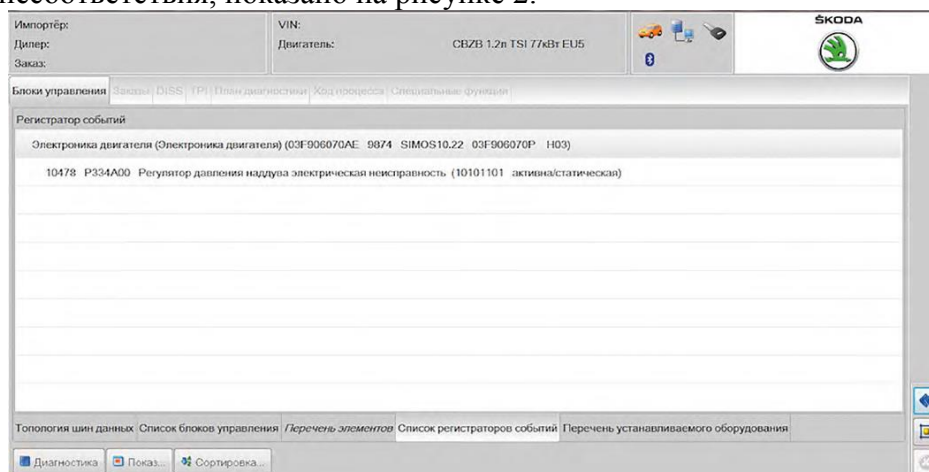 несоответствия, показано на рисунке 2.
Импортёр:
Дилер:
Заказ:
VIN:
Двигатель: CBZB 1.2л TSI 77кВт EU5
ŠKODA
Блоки управления Заказы DISS TPI План диагностики Ход процесса Специальные функции
Регистратор событий
Электроника двигателя (Электроника двигателя) (03F906070AE 9874 SIMOS10.22 03F906070P H03)
10478 P334A00 Регулятор давления наддува электрическая неисправность (10101101 активна/статическая)
Топология шин данных Список блоков управления Перечень элементов Список регистраторов событий Перечень устанавливаемого оборудования
Диагностика Показ... Сортировка...